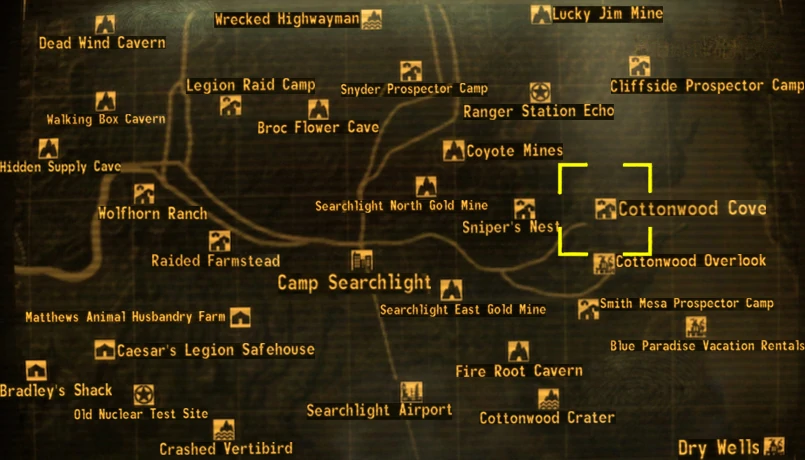 Wrecked Highwayman
Lucky Jim Mine
Dead Wind Cavern
Legion Raid Camp
Snyder Prospector Camp
Cliffside Prospector Camp
Walking Box Cavern
Broc Flower Cave
Ranger Station Echo
Hidden Supply Cave
Coyote Mines
Wolfhorn Ranch
Searchlight North Gold Mine
Sniper's Nest
Cottonwood Cove
Raided Farmstead
Camp Searchlight
Cottonwood Overlook
Matthews Animal Husbandry Farm
Searchlight East Gold Mine
Smith Mesa Prospector Camp
Caesar's Legion Safehouse
Blue Paradise Vacation Rentals
Bradley's Shack
Fire Root Cavern
Old Nuclear Test Site
Searchlight Airport
Cottonwood Crater
Crashed Vertibird
Dry Wells